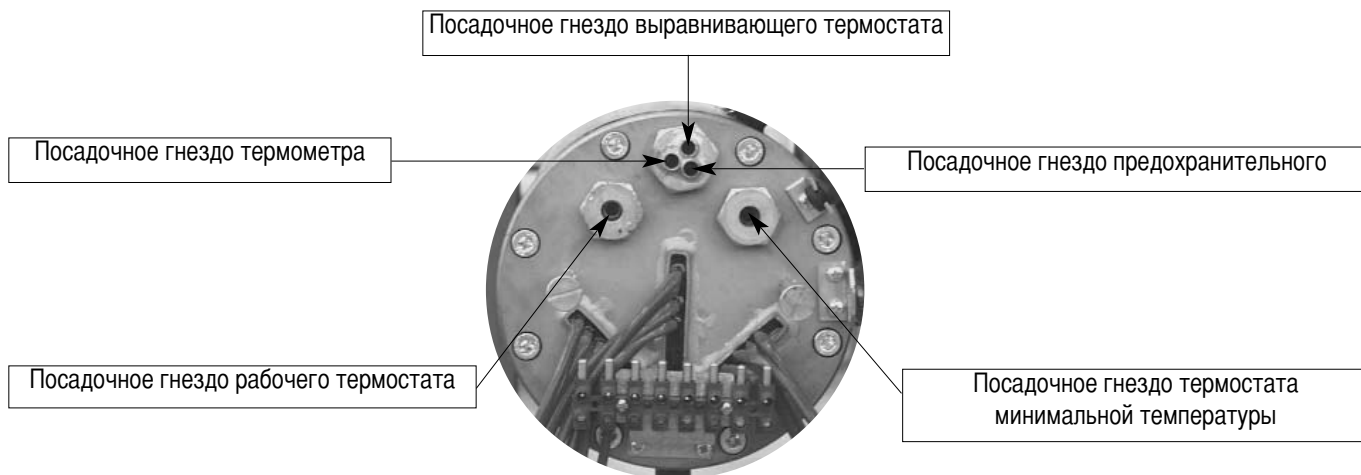 Посадочное гнездо выравнивающего термостата
Посадочное гнездо термометра
Посадочное гнездо предохранительного
Посадочное гнездо рабочего термостата
Посадочное гнездо термостата
минимальной температуры